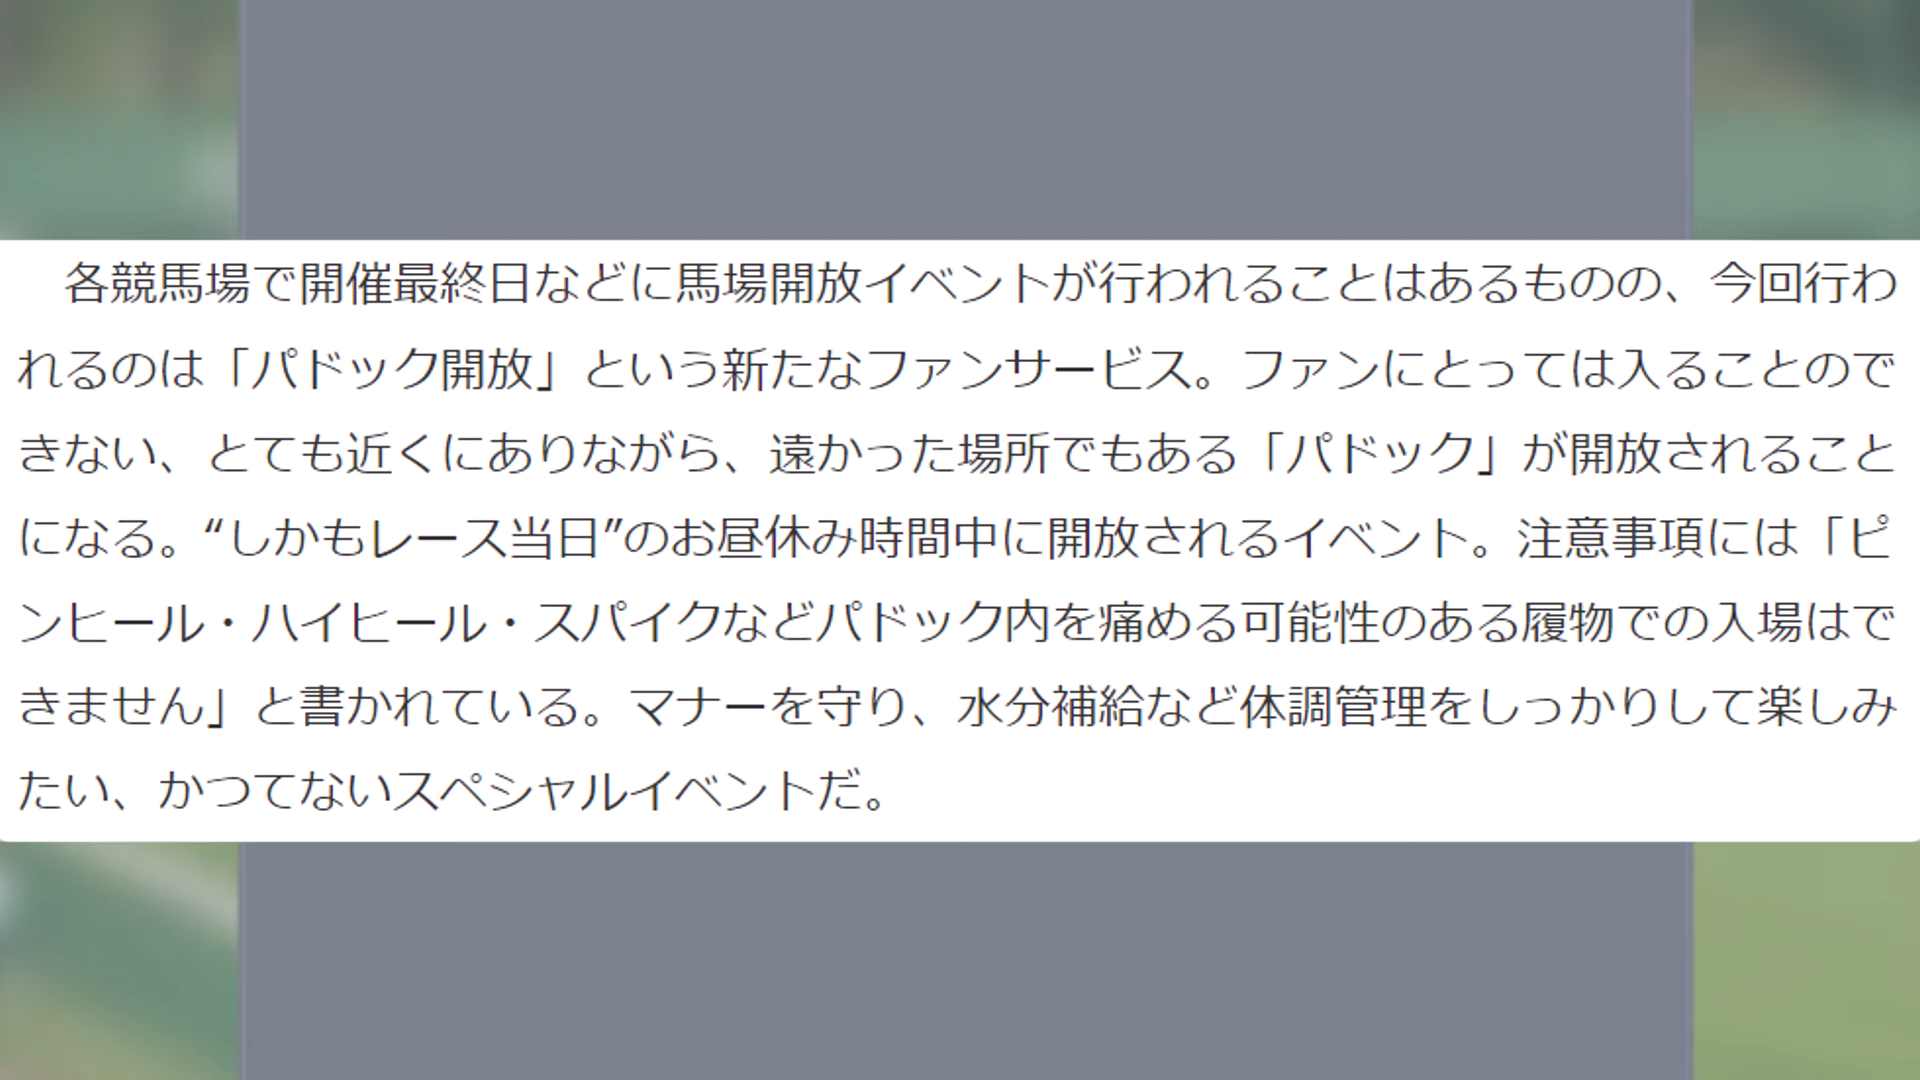 各競馬場で開催最終日などに馬場開放イベントが行われることはあるものの、今回行わ
れるのは「パドック開放」という新たなファンサービス。ファンにとっては入ることので
きない、とても近くにありながら、遠かった場所でもある「パドック」が開放されること
になる。“しかもレース当日”のお昼休み時間中に開放されるイベント。注意事項には「ピ
ンヒール・ハイヒール・スパイクなどパドック内を痛める可能性のある履物での入場はで
きません」と書かれている。マナーを守り、水分補給など体調管理をしっかりして楽しみ
たい、かつてないスペシャルイベントだ。